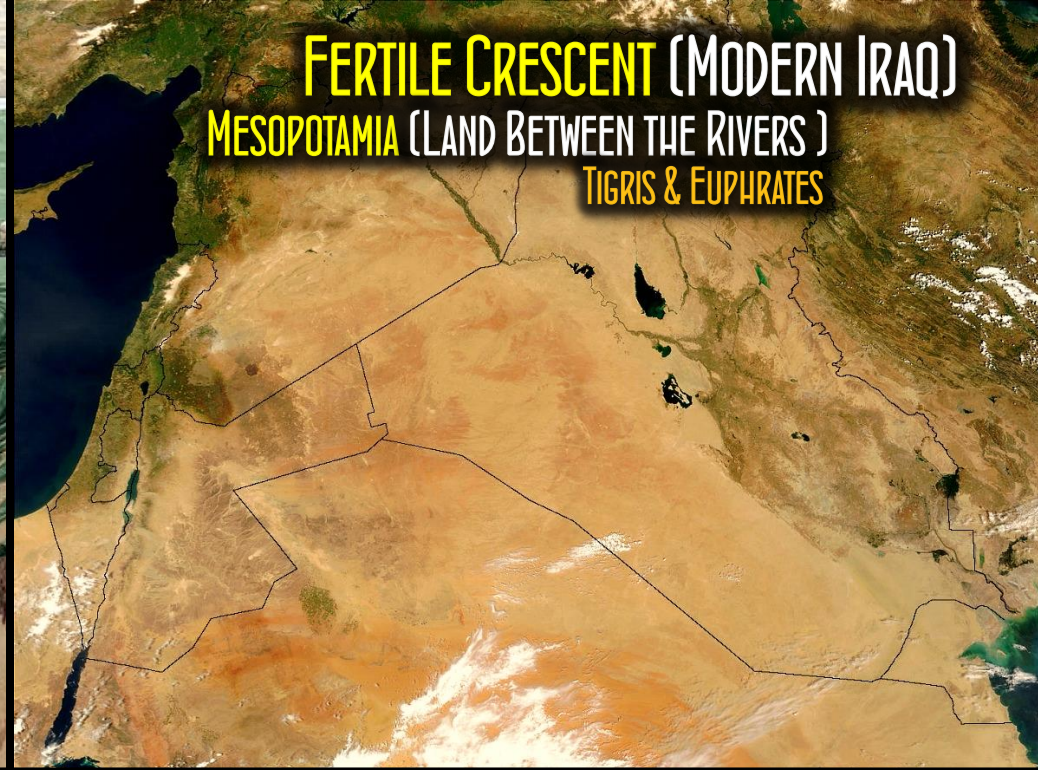 Fertile Crescent (Modern Iraq)
Mesopotamia (Land Between the Rivers )
Tigris & Euphrates